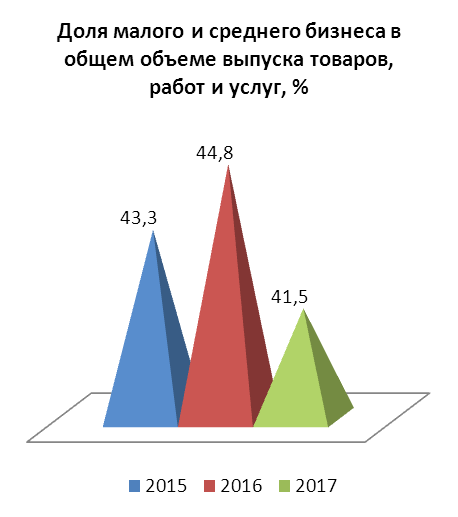 Доля малого и среднего бизнеса в
общем объеме выпуска товаров,
работ и услуг, %
44,8
43,3
41,5
2015 2016 2017